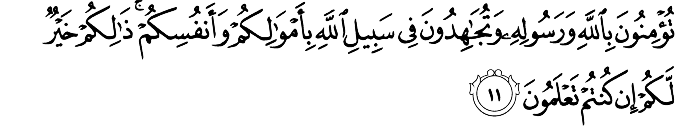 تُؤْمِنُونَ بِٱللَّهِ وَرَسُولِهِۦ وَتُجَٰهِدُونَ فِى سَبِيلِ ٱللَّهِ بِأَمْوَٰلِكُمْ وَأَنفُسِكُمْ ۚ ذَٰلِكُمْ خَيْرٌ
لَّكُمْ إِن كُنتُمْ تَعْلَمُونَ ١١